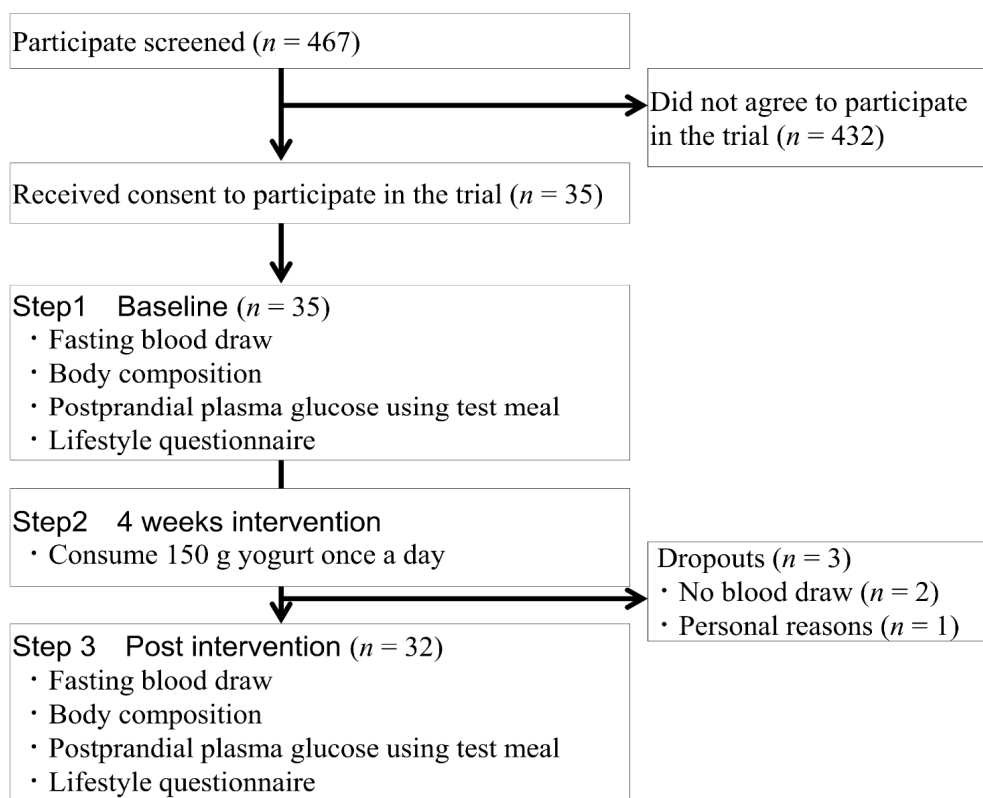 Participate screened (n = 467)
Did not agree to participate
in the trial (n = 432)
Received consent to participate in the trial (n = 35)
Step1 Baseline (n = 35)
・Fasting blood draw
・Body composition
・Postprandial plasma glucose using test meal
・Lifestyle questionnaire
Step2 4 weeks intervention
・Consume 150 g yogurt once a day
Dropouts (n = 3)
・No blood draw (n = 2)
・Personal reasons (n = 1)
Step 3 Post intervention (n = 32)
・Fasting blood draw
・Body composition
・Postprandial plasma glucose using test meal
・Lifestyle questionnaire